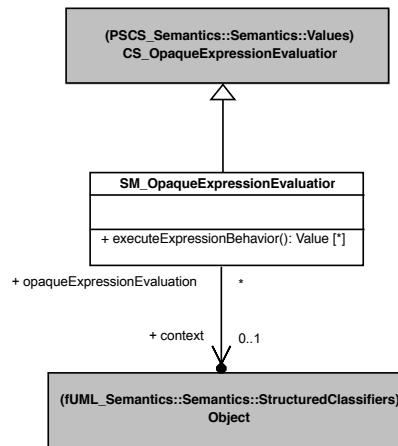 (PSCS_Semantics::Semantics::Values)
CS_OpaqueExpressionEvaluatior
SM_OpaqueExpressionEvaluatior
+ executeExpressionBehavior(): Value [*]
+ opaqueExpressionEvaluation
*
+ context
0..1
(fUML_Semantics::Semantics::StructuredClassifiers)
Object